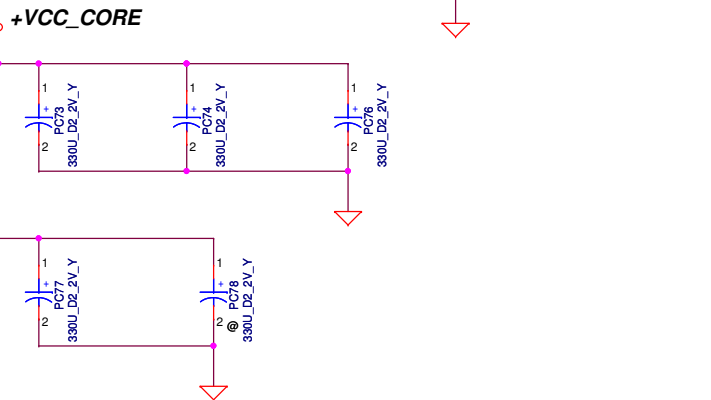 +VCC_CORE
1
+
2
PC73
330U_D2_2V_Y
1
+
2
PC74
330U_D2_2V_Y
1
+
2
PC76
330U_D2_2V_Y
1
+
2
PC77
330U_D2_2V_Y
1
+
2
@
PC78
330U_D2_2V_Y